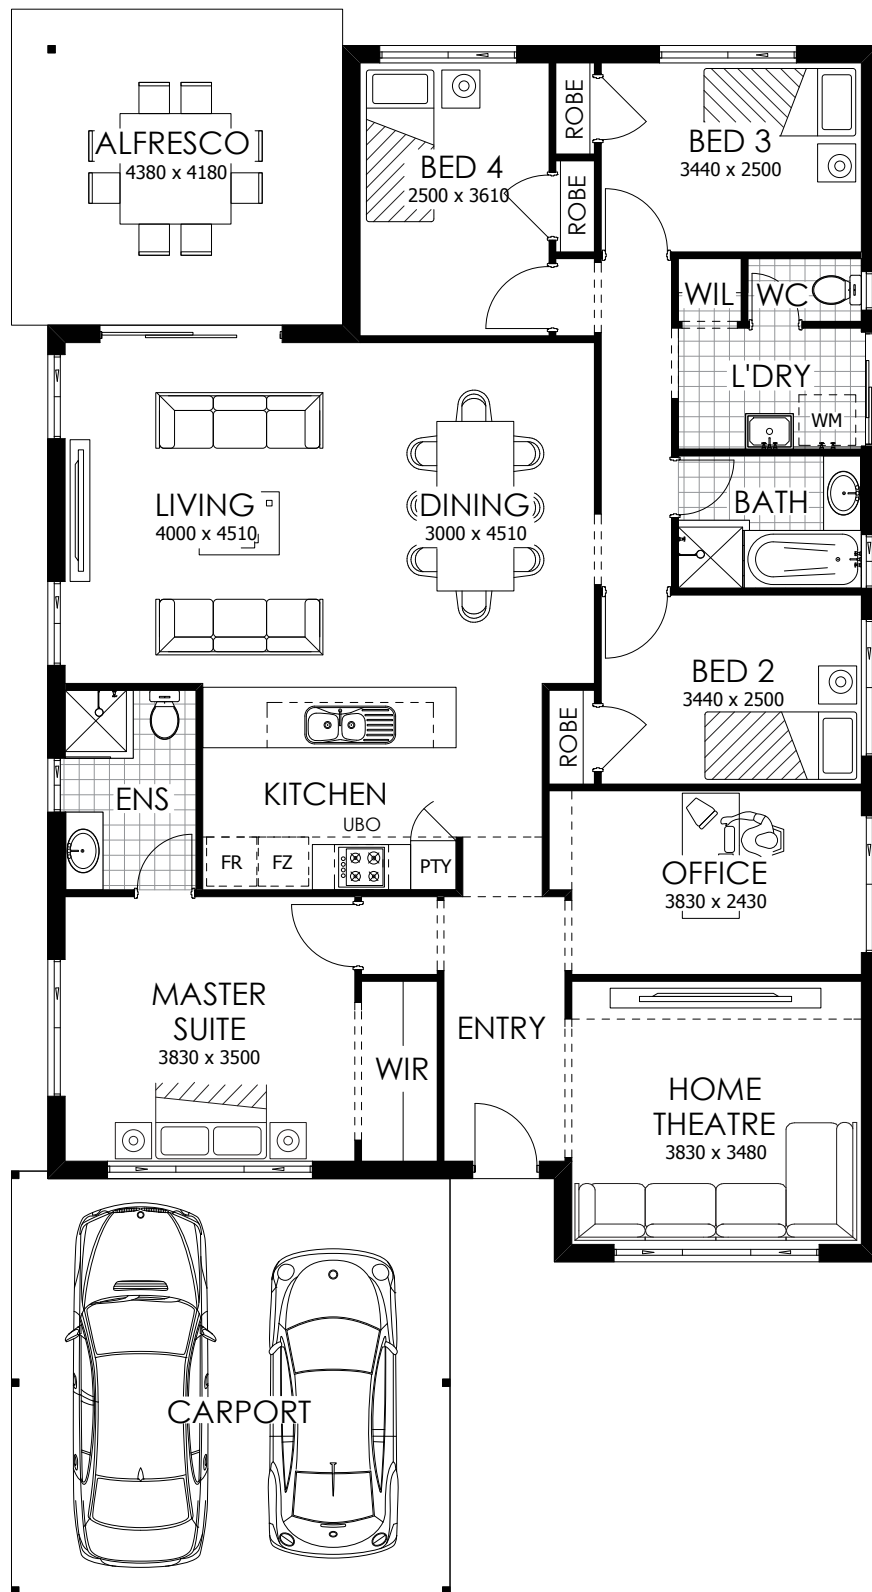 ALFRESCO
4380 x 4180
BED 4
2500 x 3610
ROBE
ROBE
BED 3
3440 x 2500
WIL
WC
L'DRY
WM
BATH
LIVING
4000 x 4510
DINING
3000 x 4510
BED 2
3440 x 2500
ROBE
ENS
KITCHEN
UBO
FR
FZ
PTY
OFFICE
3830 x 2430
MASTER
SUITE
3830 x 3500
WIR
ENTRY
HOME
THEATRE
3830 x 3480
CARPORT